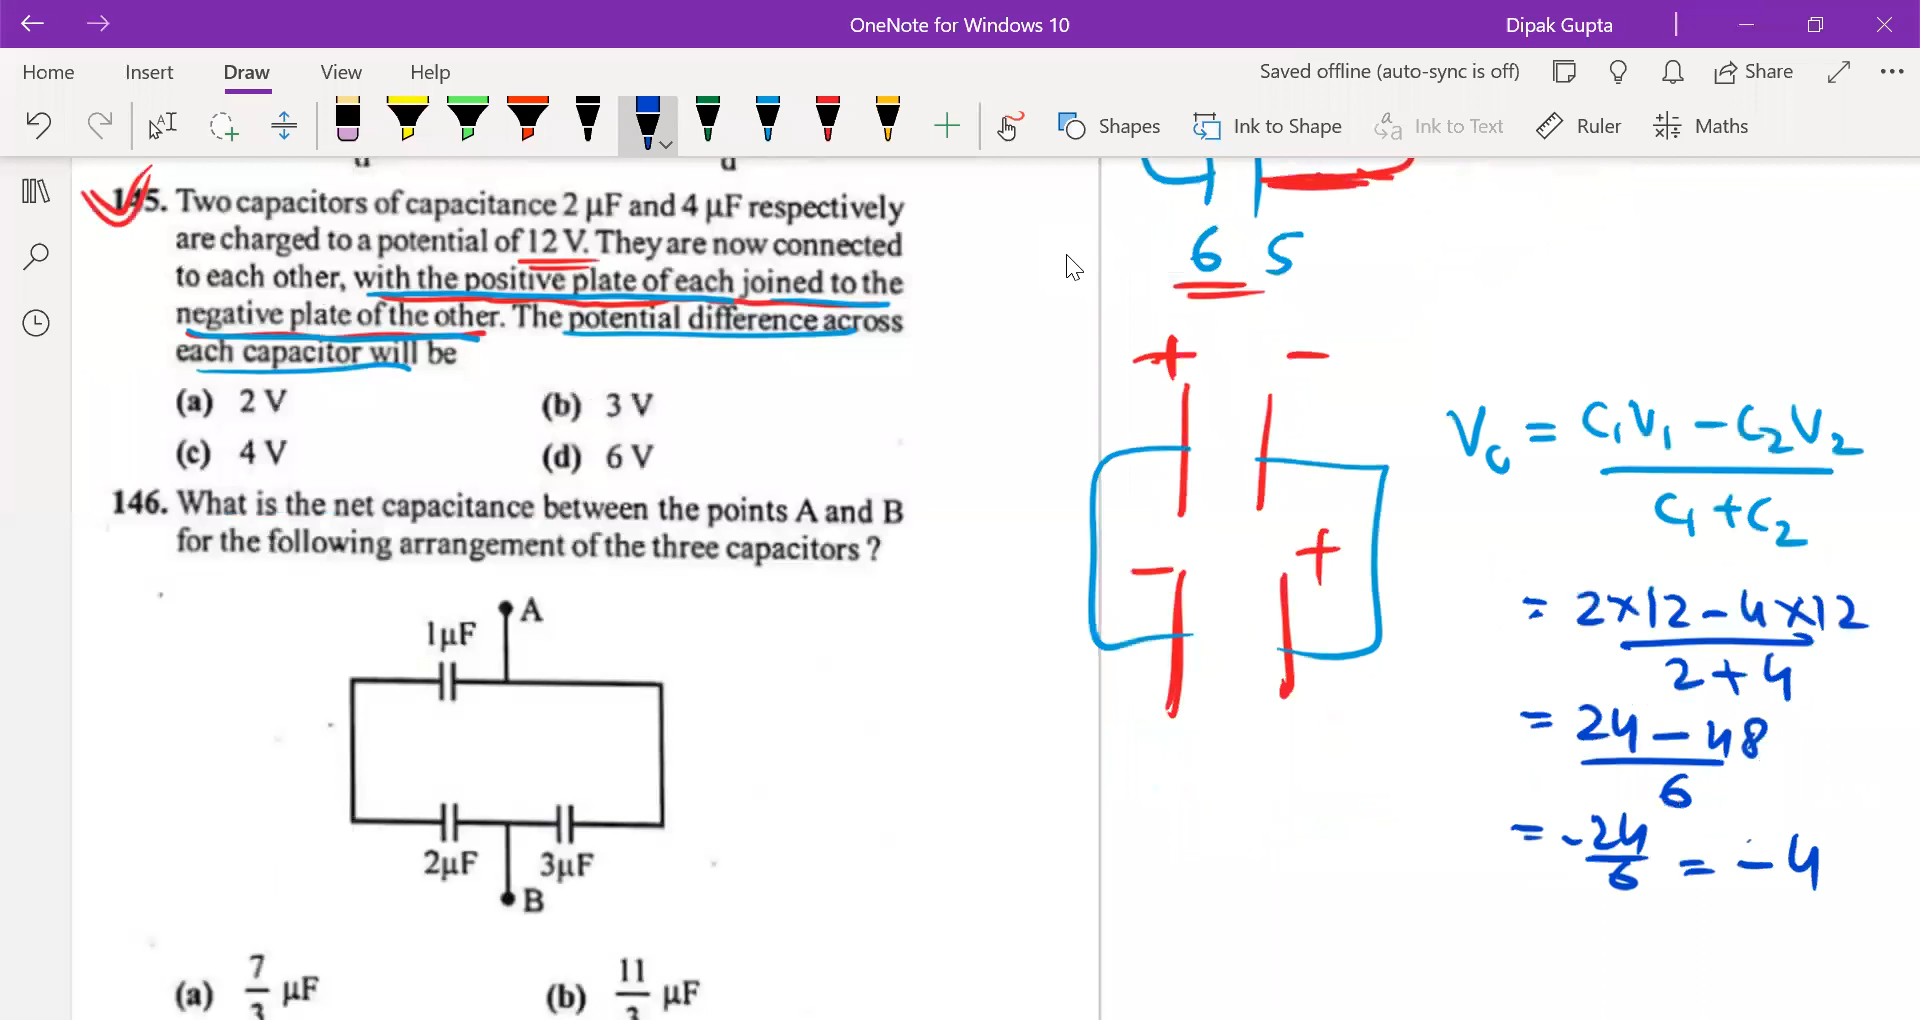 OneNote for Windows 10
Dipak Gupta
Home Insert Draw View Help
Saved offline (auto-sync is off)
Share
Shapes
Ink to Shape
Ink to Text
Ruler
Maths
145. Two capacitors of capacitance 2 μF and 4 μF respectively
are charged to a potential of 12 V. They are now connected
to each other, with the positive plate of each joined to the
negative plate of the other. The potential difference across
each capacitor will be
(a) 2 V (b) 3 V
(c) 4 V (d) 6 V
146. What is the net capacitance between the points A and B
for the following arrangement of the three capacitors ?
A
1μF
2μF 3μF
B
(a) 7/3 μF (b) 11/3 μF
6 5
+ -
- +
Vc = C1V1 - C2V2
C1 + C2
= 2×12 - 4×12
2 + 4
= 24 - 48
6
= -24/6 = -4